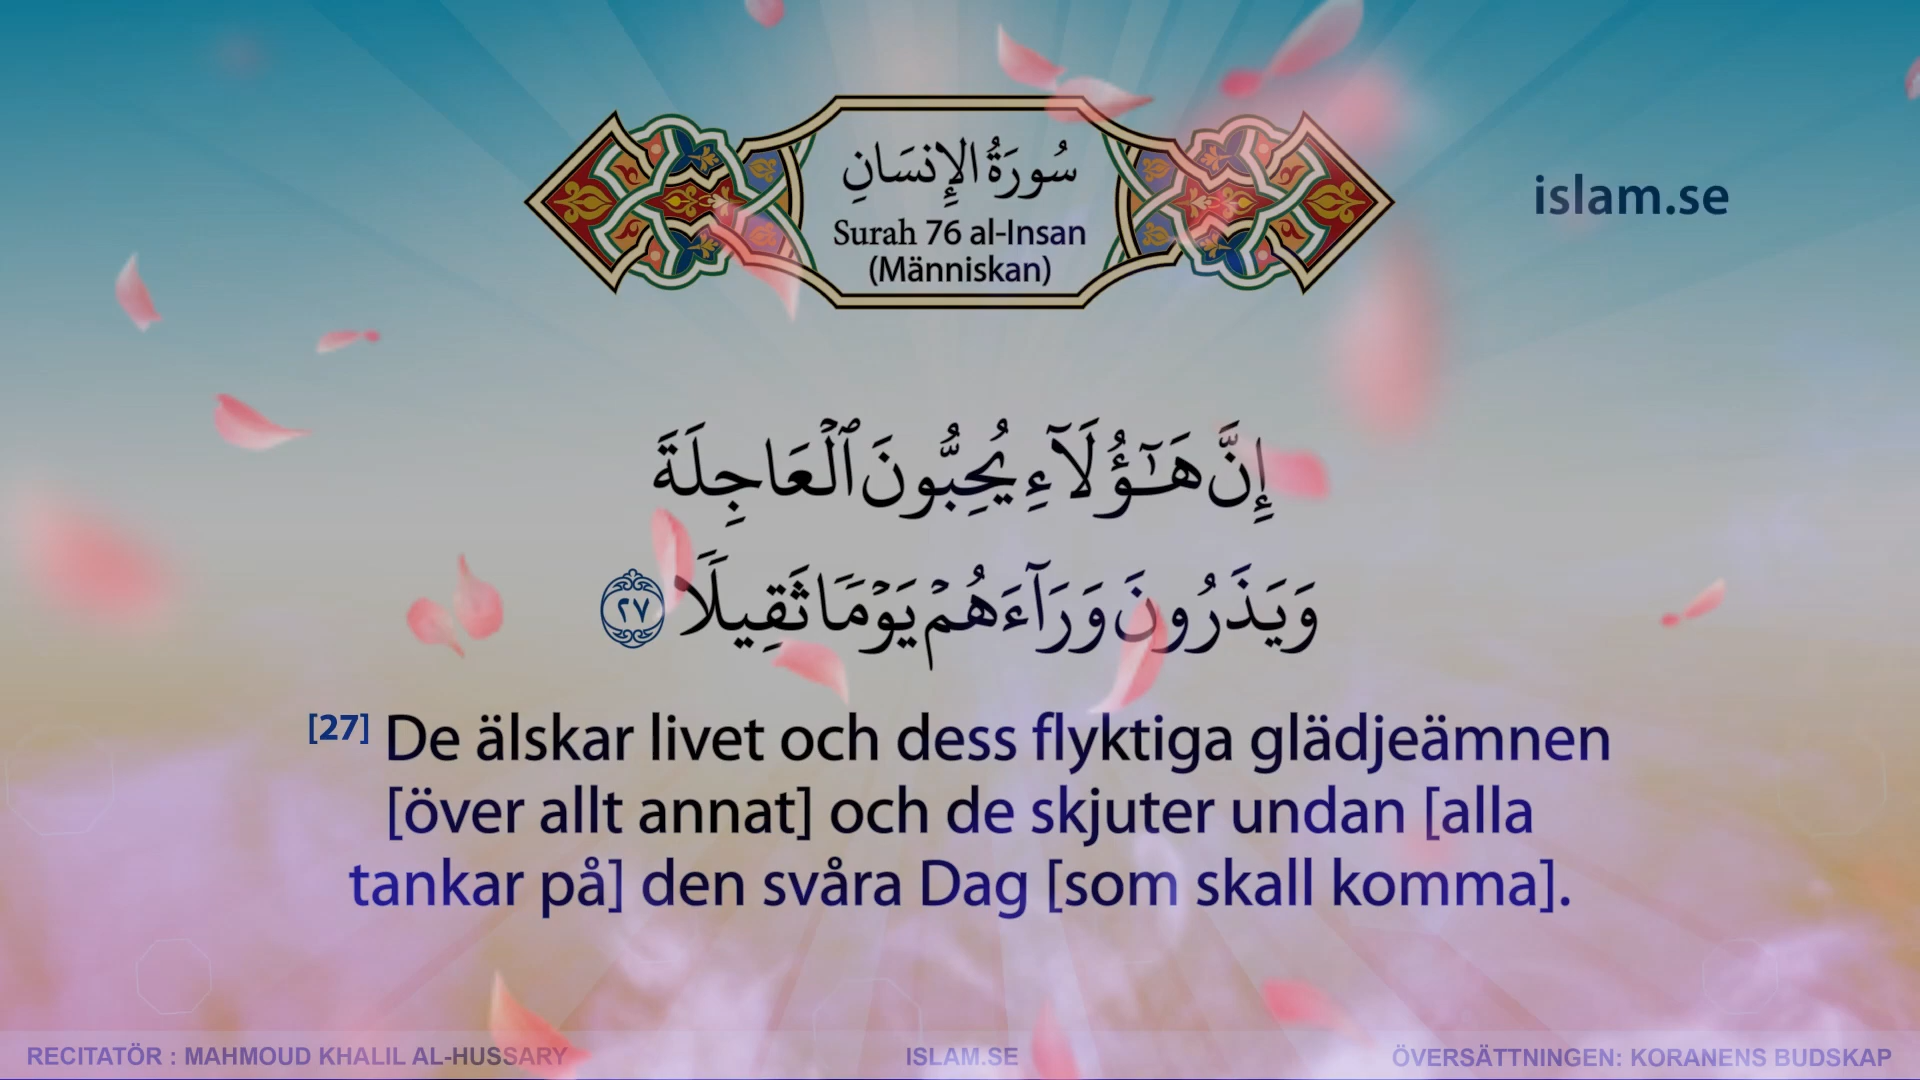 سُورَةُ الإِنسَانِ
Surah 76 al-Insan
(Människan)
islam.se
إِنَّ هَـٰٓؤُلَآءِ يُحِبُّونَ ٱلْعَاجِلَةَ
وَيَذَرُونَ وَرَآءَهُمْ يَوْمًا ثَقِيلًا ٢٧
[27] De älskar livet och dess flyktiga glädjeämnen
[över allt annat] och de skjuter undan [alla
tankar på] den svåra Dag [som skall komma].
RECITATÖR : MAHMOUD KHALIL AL-HUSSARY
ISLAM.SE
ÖVERSÄTTNINGEN: KORANENS BUDSKAP